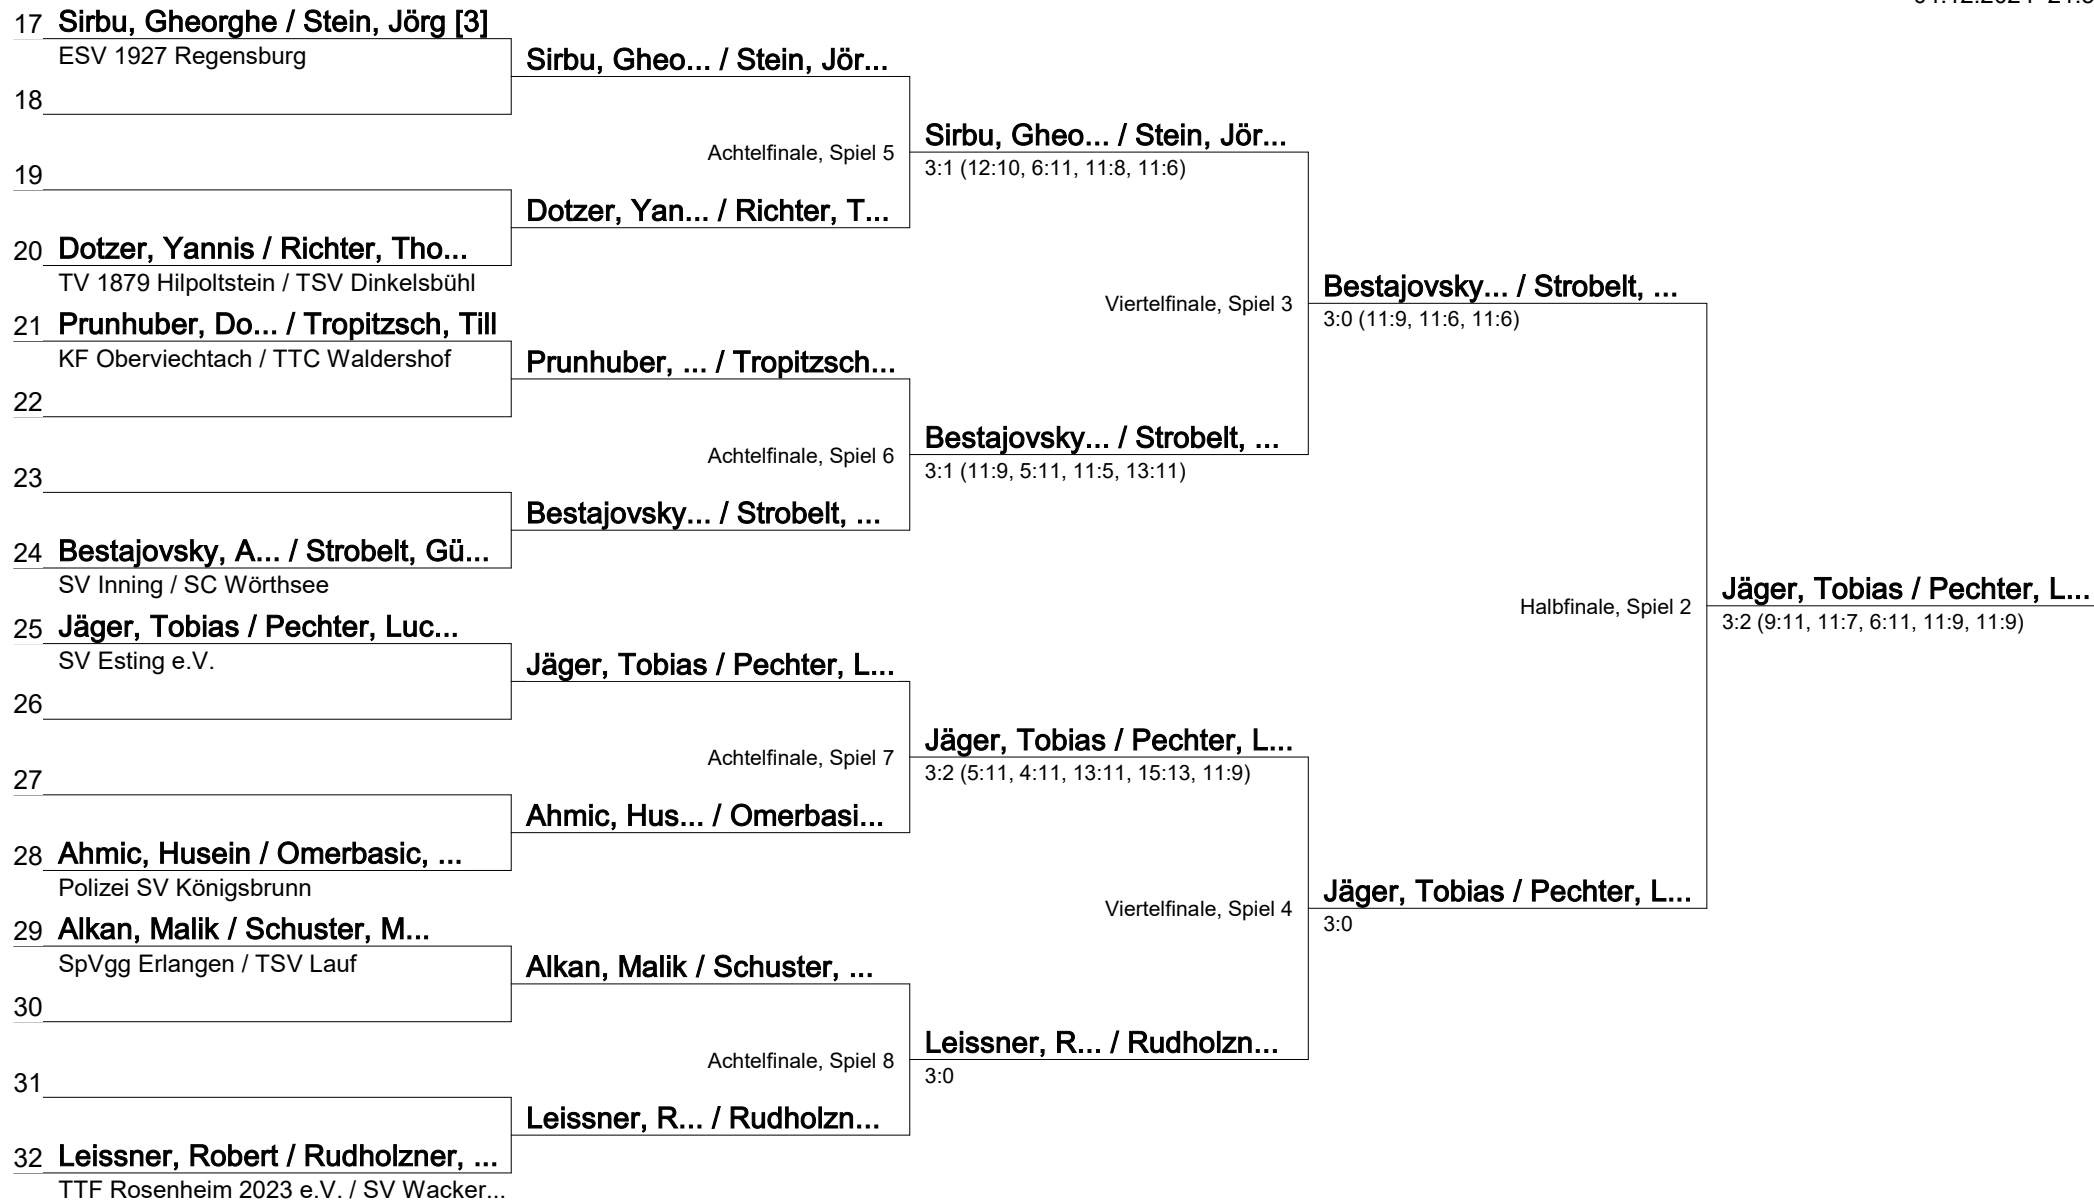 17 Sirbu, Gheorghe / Stein, Jörg [3]
ESV 1927 Regensburg
Sirbu, Gheo... / Stein, Jör...
18
Sirbu, Gheo... / Stein, Jör...
Achtelfinale, Spiel 5
3:1 (12:10, 6:11, 11:8, 11:6)
19
Dotzer, Yan... / Richter, T...
20 Dotzer, Yannis / Richter, Tho...
TV 1879 Hilpoltstein / TSV Dinkelsbühl
Bestajovsky... / Strobelt, ...
Viertelfinale, Spiel 3
3:0 (11:9, 11:6, 11:6)
21 Prunhuber, Do... / Tropitzsch, Till
KF Oberviechtach / TTC Waldershof
Prunhuber, ... / Tropitzsch...
22
Bestajovsky... / Strobelt, ...
Achtelfinale, Spiel 6
3:1 (11:9, 5:11, 11:5, 13:11)
23
Bestajovsky... / Strobelt, ...
24 Bestajovsky, A... / Strobelt, Gü...
SV Inning / SC Wörthsee
Jäger, Tobias / Pechter, L...
Halbfinale, Spiel 2
3:2 (9:11, 11:7, 6:11, 11:9, 11:9)
25 Jäger, Tobias / Pechter, Luc...
SV Esting e.V.
Jäger, Tobias / Pechter, L...
26
Jäger, Tobias / Pechter, L...
Achtelfinale, Spiel 7
3:2 (5:11, 4:11, 13:11, 15:13, 11:9)
27
Ahmic, Hus... / Omerbasi...
28 Ahmic, Husein / Omerbasic, ...
Polizei SV Königsbrunn
Jäger, Tobias / Pechter, L...
Viertelfinale, Spiel 4
3:0
29 Alkan, Malik / Schuster, M...
SpVgg Erlangen / TSV Lauf
Alkan, Malik / Schuster, ...
30
Leissner, R... / Rudholzn...
Achtelfinale, Spiel 8
3:0
31
Leissner, R... / Rudholzn...
32 Leissner, Robert / Rudholzner, ...
TTF Rosenheim 2023 e.V. / SV Wacker...